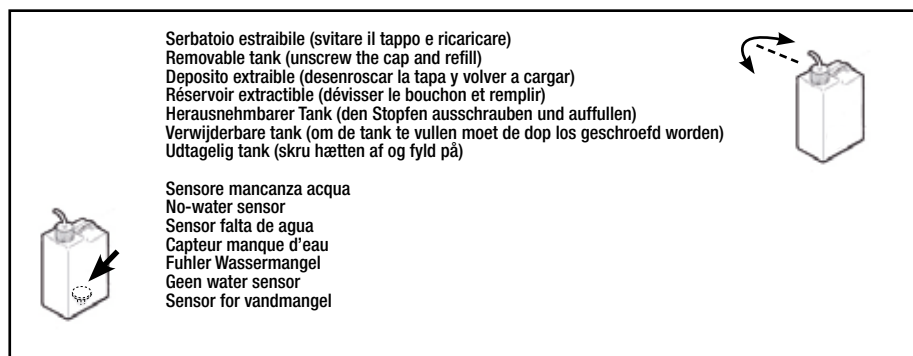 Serbatoio estraibile (svitare il tappo e ricaricare)
Removable tank (unscrew the cap and refill)
Deposito extraible (desenroscar la tapa y volver a cargar)
Réservoir extractible (dévisser le bouchon et remplir)
Herausnehmbarer Tank (den Stopfen ausschrauben und auffullen)
Verwijderbare tank (om de tank te vullen moet de dop los geschroefd worden)
Udtagelig tank (skru hætten af og fyld på)
Sensore mancanza acqua
No-water sensor
Sensor falta de agua
Capteur manque d'eau
Fuhler Wassermangel
Geen water sensor
Sensor for vandmangel